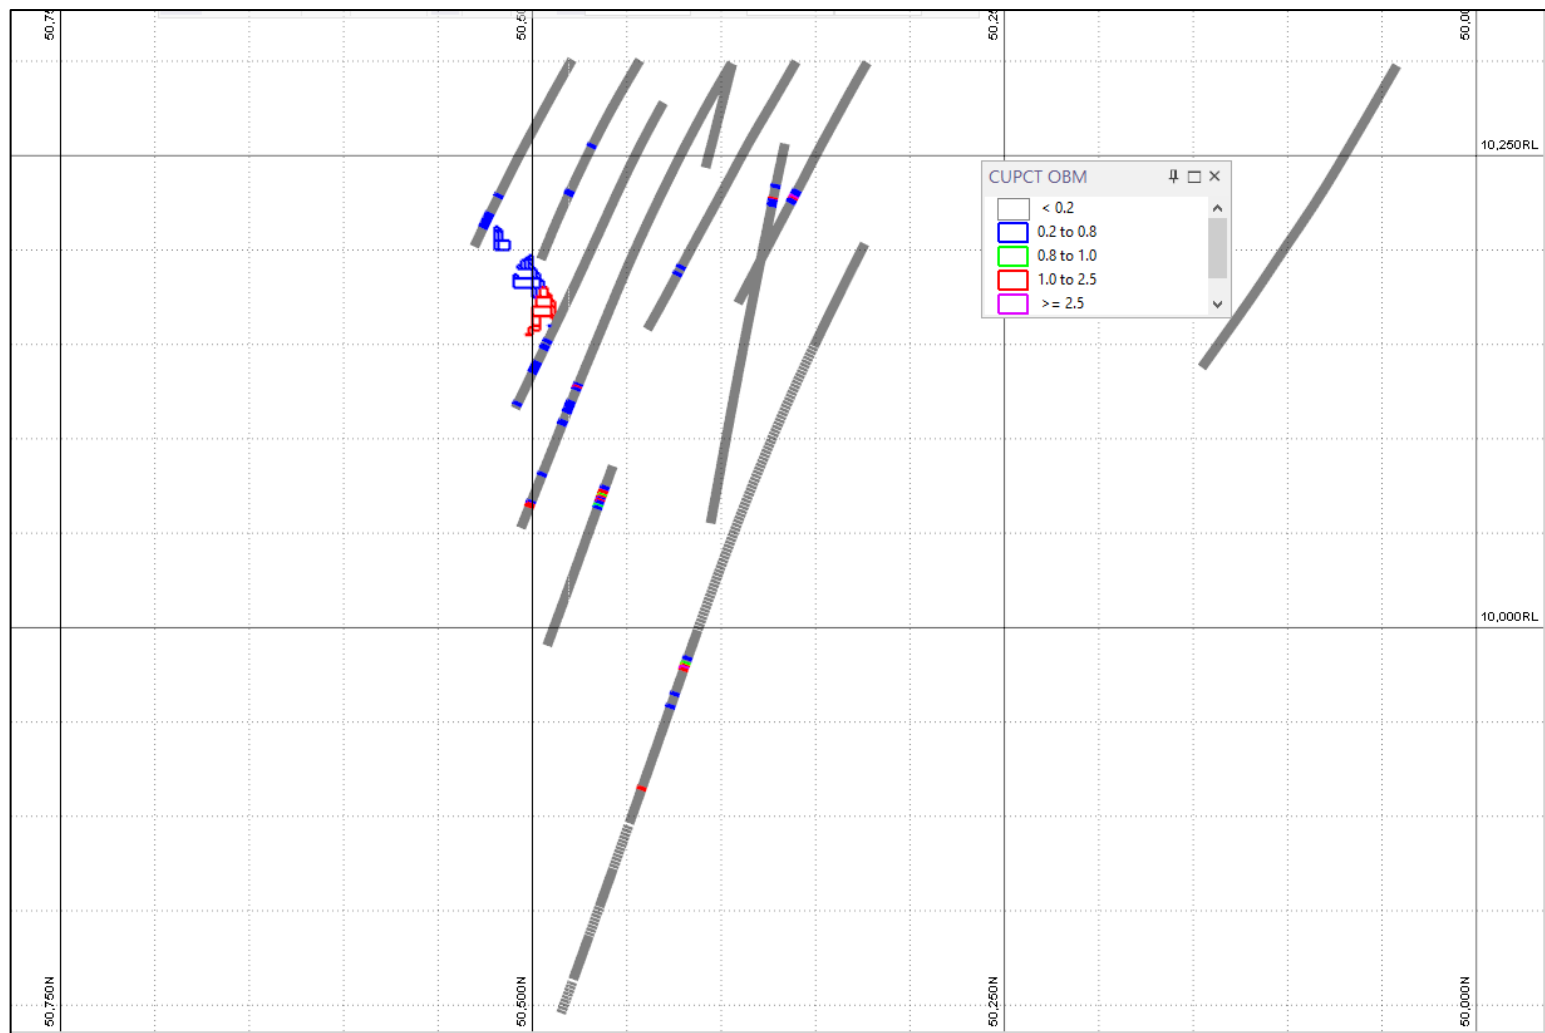 50,75
50,5
50,25
50,00
10,250RL
CUPCT OBM
< 0.2
0.2 to 0.8
0.8 to 1.0
1.0 to 2.5
>= 2.5
10,000RL
50,750N
50,500N
50,250N
50,000N